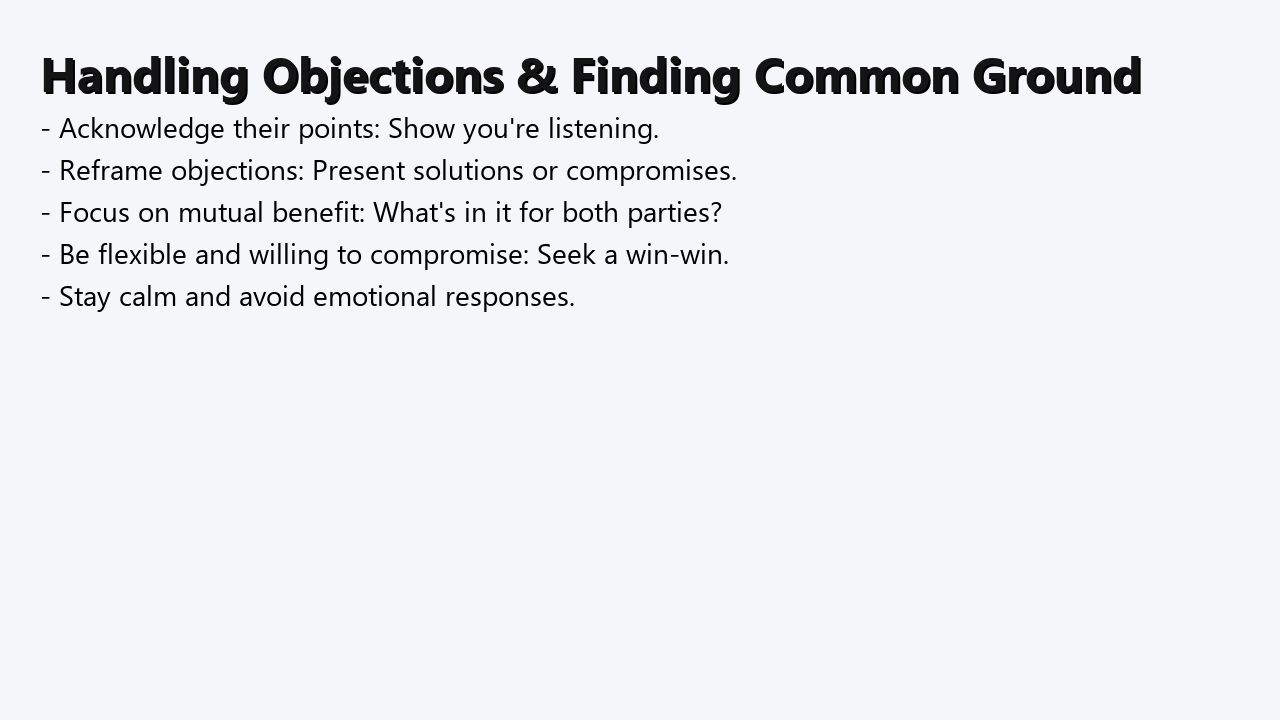 Handling Objections & Finding Common Ground
- Acknowledge their points: Show you're listening.
- Reframe objections: Present solutions or compromises.
- Focus on mutual benefit: What's in it for both parties?
- Be flexible and willing to compromise: Seek a win-win.
- Stay calm and avoid emotional responses.